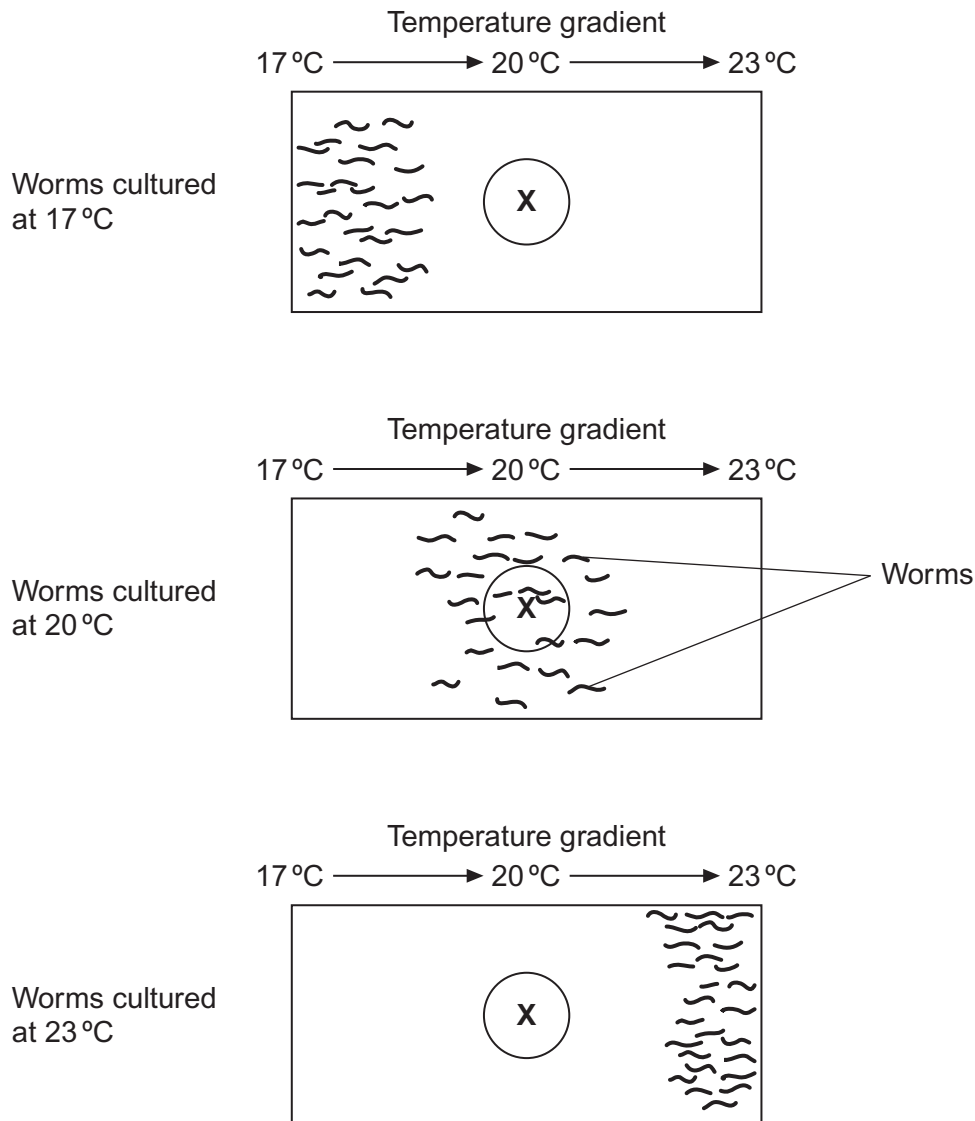 Temperature gradient
17 ºC 20 ºC 23 ºC
Worms cultured
at 17 ºC
X
Temperature gradient
17 ºC 20 ºC 23 ºC
Worms cultured
at 20 ºC
X
Worms
Temperature gradient
17 ºC 20 ºC 23 ºC
Worms cultured
at 23 ºC
X